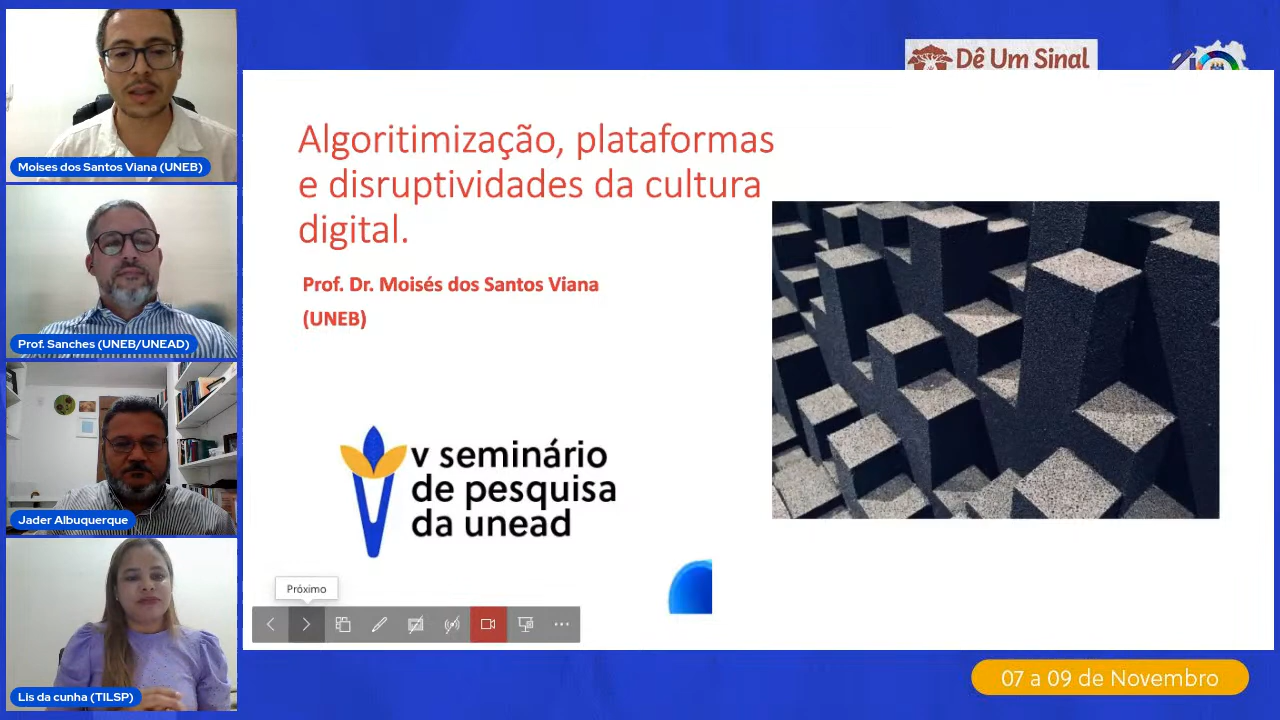 Moises dos Santos Viana (UNEB)
Prof. Sanches (UNEB/UNEAD)
Jader Albuquerque
Lis da cunha (TILSP)
Dê Um Sinal
Algoritimização, plataformas
e disruptividades da cultura
digital.
Prof. Dr. Moisés dos Santos Viana
(UNEB)
v seminário
de pesquisa
da unead
Próximo
07 a 09 de Novembro